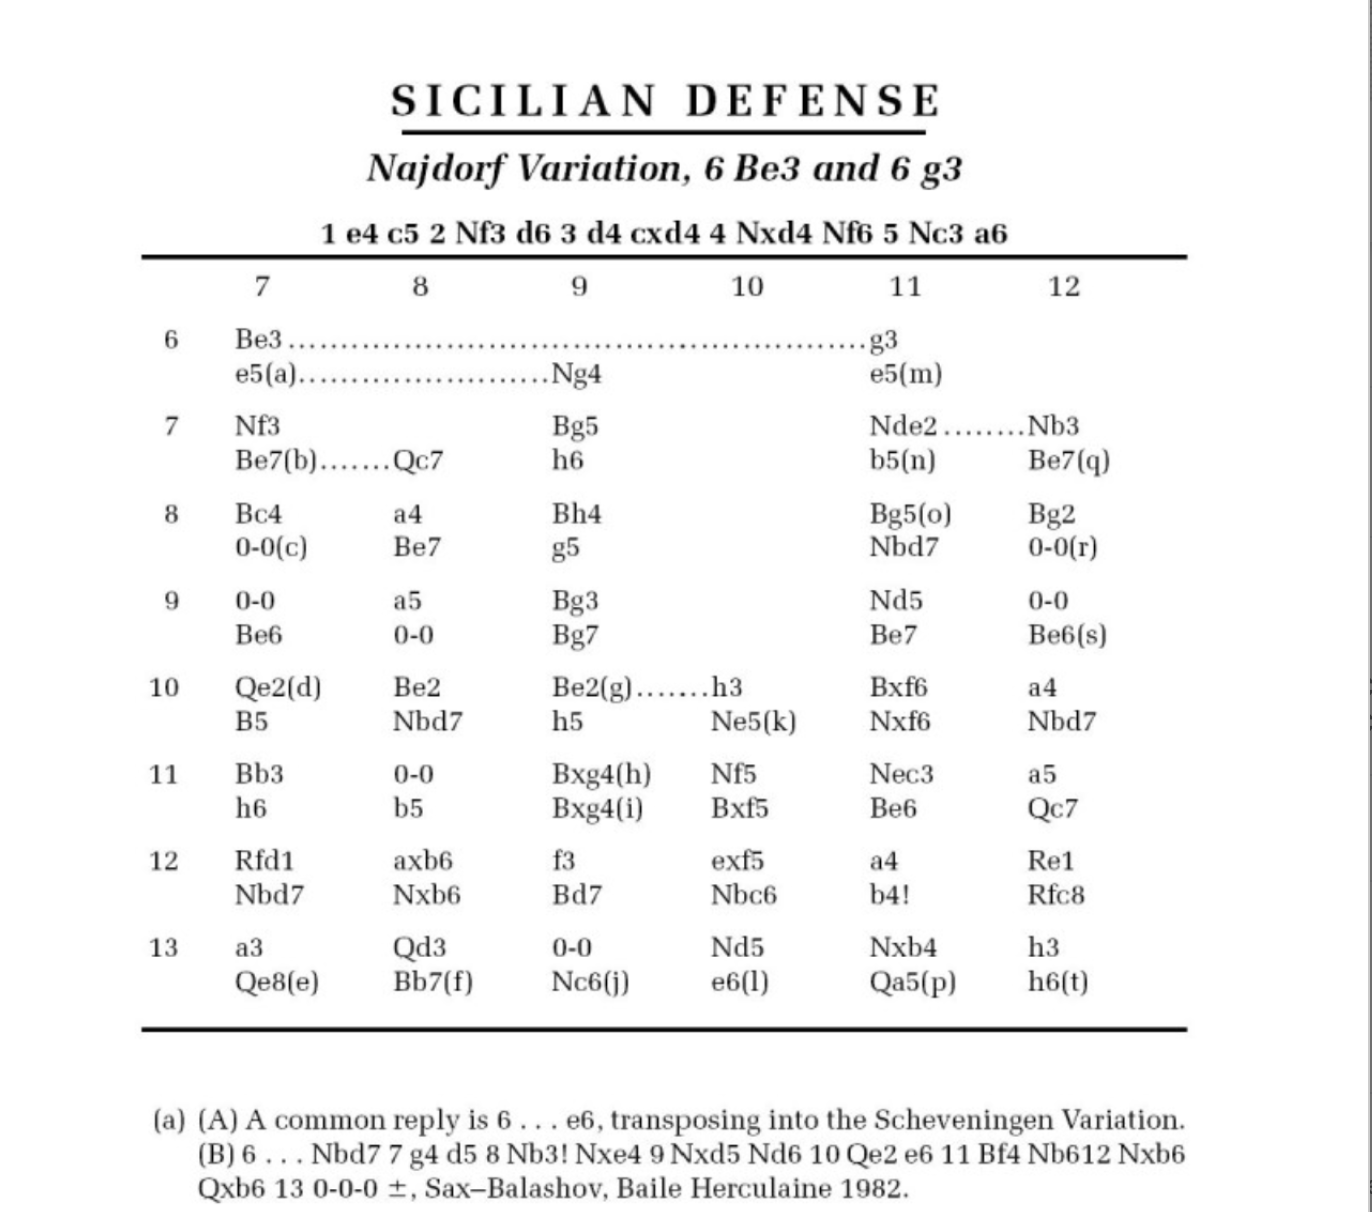 SICILIAN DEFENSE
Najdorf Variation, 6 Be3 and 6 g3
1 e4 c5 2 Nf3 d6 3 d4 cxd4 4 Nxd4 Nf6 5 Nc3 a6
7 8 9 10 11 12
6 Be3......................................................g3
e5(a)........................Ng4 e5(m)
7 Nf3 Bg5 Nde2........Nb3
Be7(b).......Qc7 h6 b5(n) Be7(q)
8 Bc4 a4 Bh4 Bg5(o) Bg2
0-0(c) Be7 g5 Nbd7 0-0(r)
9 0-0 a5 Bg3 Nd5 0-0
Be6 0-0 Bg7 Be7 Be6(s)
10 Qe2(d) Be2 Be2(g).......h3 Bxf6 a4
B5 Nbd7 h5 Ne5(k) Nxf6 Nbd7
11 Bb3 0-0 Bxg4(h) Nf5 Nec3 a5
h6 b5 Bxg4(i) Bxf5 Be6 Qc7
12 Rfd1 axb6 f3 exf5 a4 Re1
Nbd7 Nxb6 Bd7 Nbc6 b4! Rfc8
13 a3 Qd3 0-0 Nd5 Nxb4 h3
Qe8(e) Bb7(f) Nc6(j) e6(l) Qa5(p) h6(t)
(a) (A) A common reply is 6 . . . e6, transposing into the Scheveningen Variation.
(B) 6 . . . Nbd7 7 g4 d5 8 Nb3! Nxe4 9 Nxd5 Nd6 10 Qe2 e6 11 Bf4 Nb612 Nxb6
Qxb6 13 0-0-0 ±, Sax–Balashov, Baile Herculaine 1982.